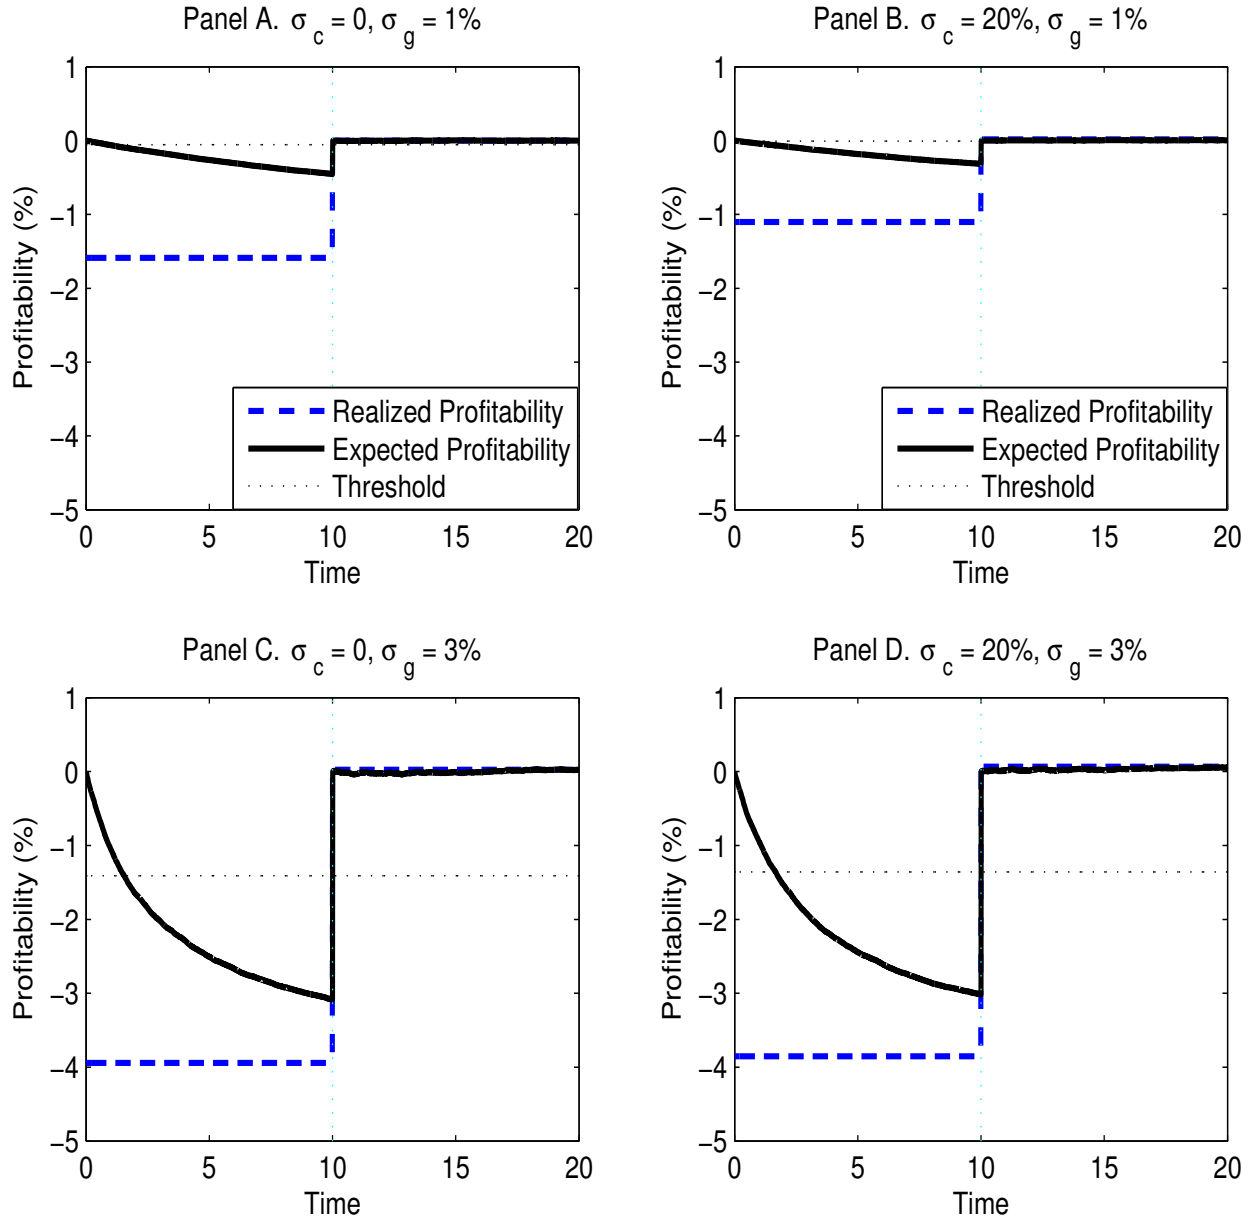 Panel A. σ c = 0, σ g = 1%
1
0
−1
−2
−3
−4
−5
Profitability (%)
Realized Profitability
Expected Profitability
Threshold
0 5 10 15 20
Time
Panel B. σ c = 20%, σ g = 1%
1
0
−1
−2
−3
−4
−5
Profitability (%)
Realized Profitability
Expected Profitability
Threshold
0 5 10 15 20
Time
Panel C. σ c = 0, σ g = 3%
1
0
−1
−2
−3
−4
−5
Profitability (%)
0 5 10 15 20
Time
Panel D. σ c = 20%, σ g = 3%
1
0
−1
−2
−3
−4
−5
Profitability (%)
0 5 10 15 20
Time